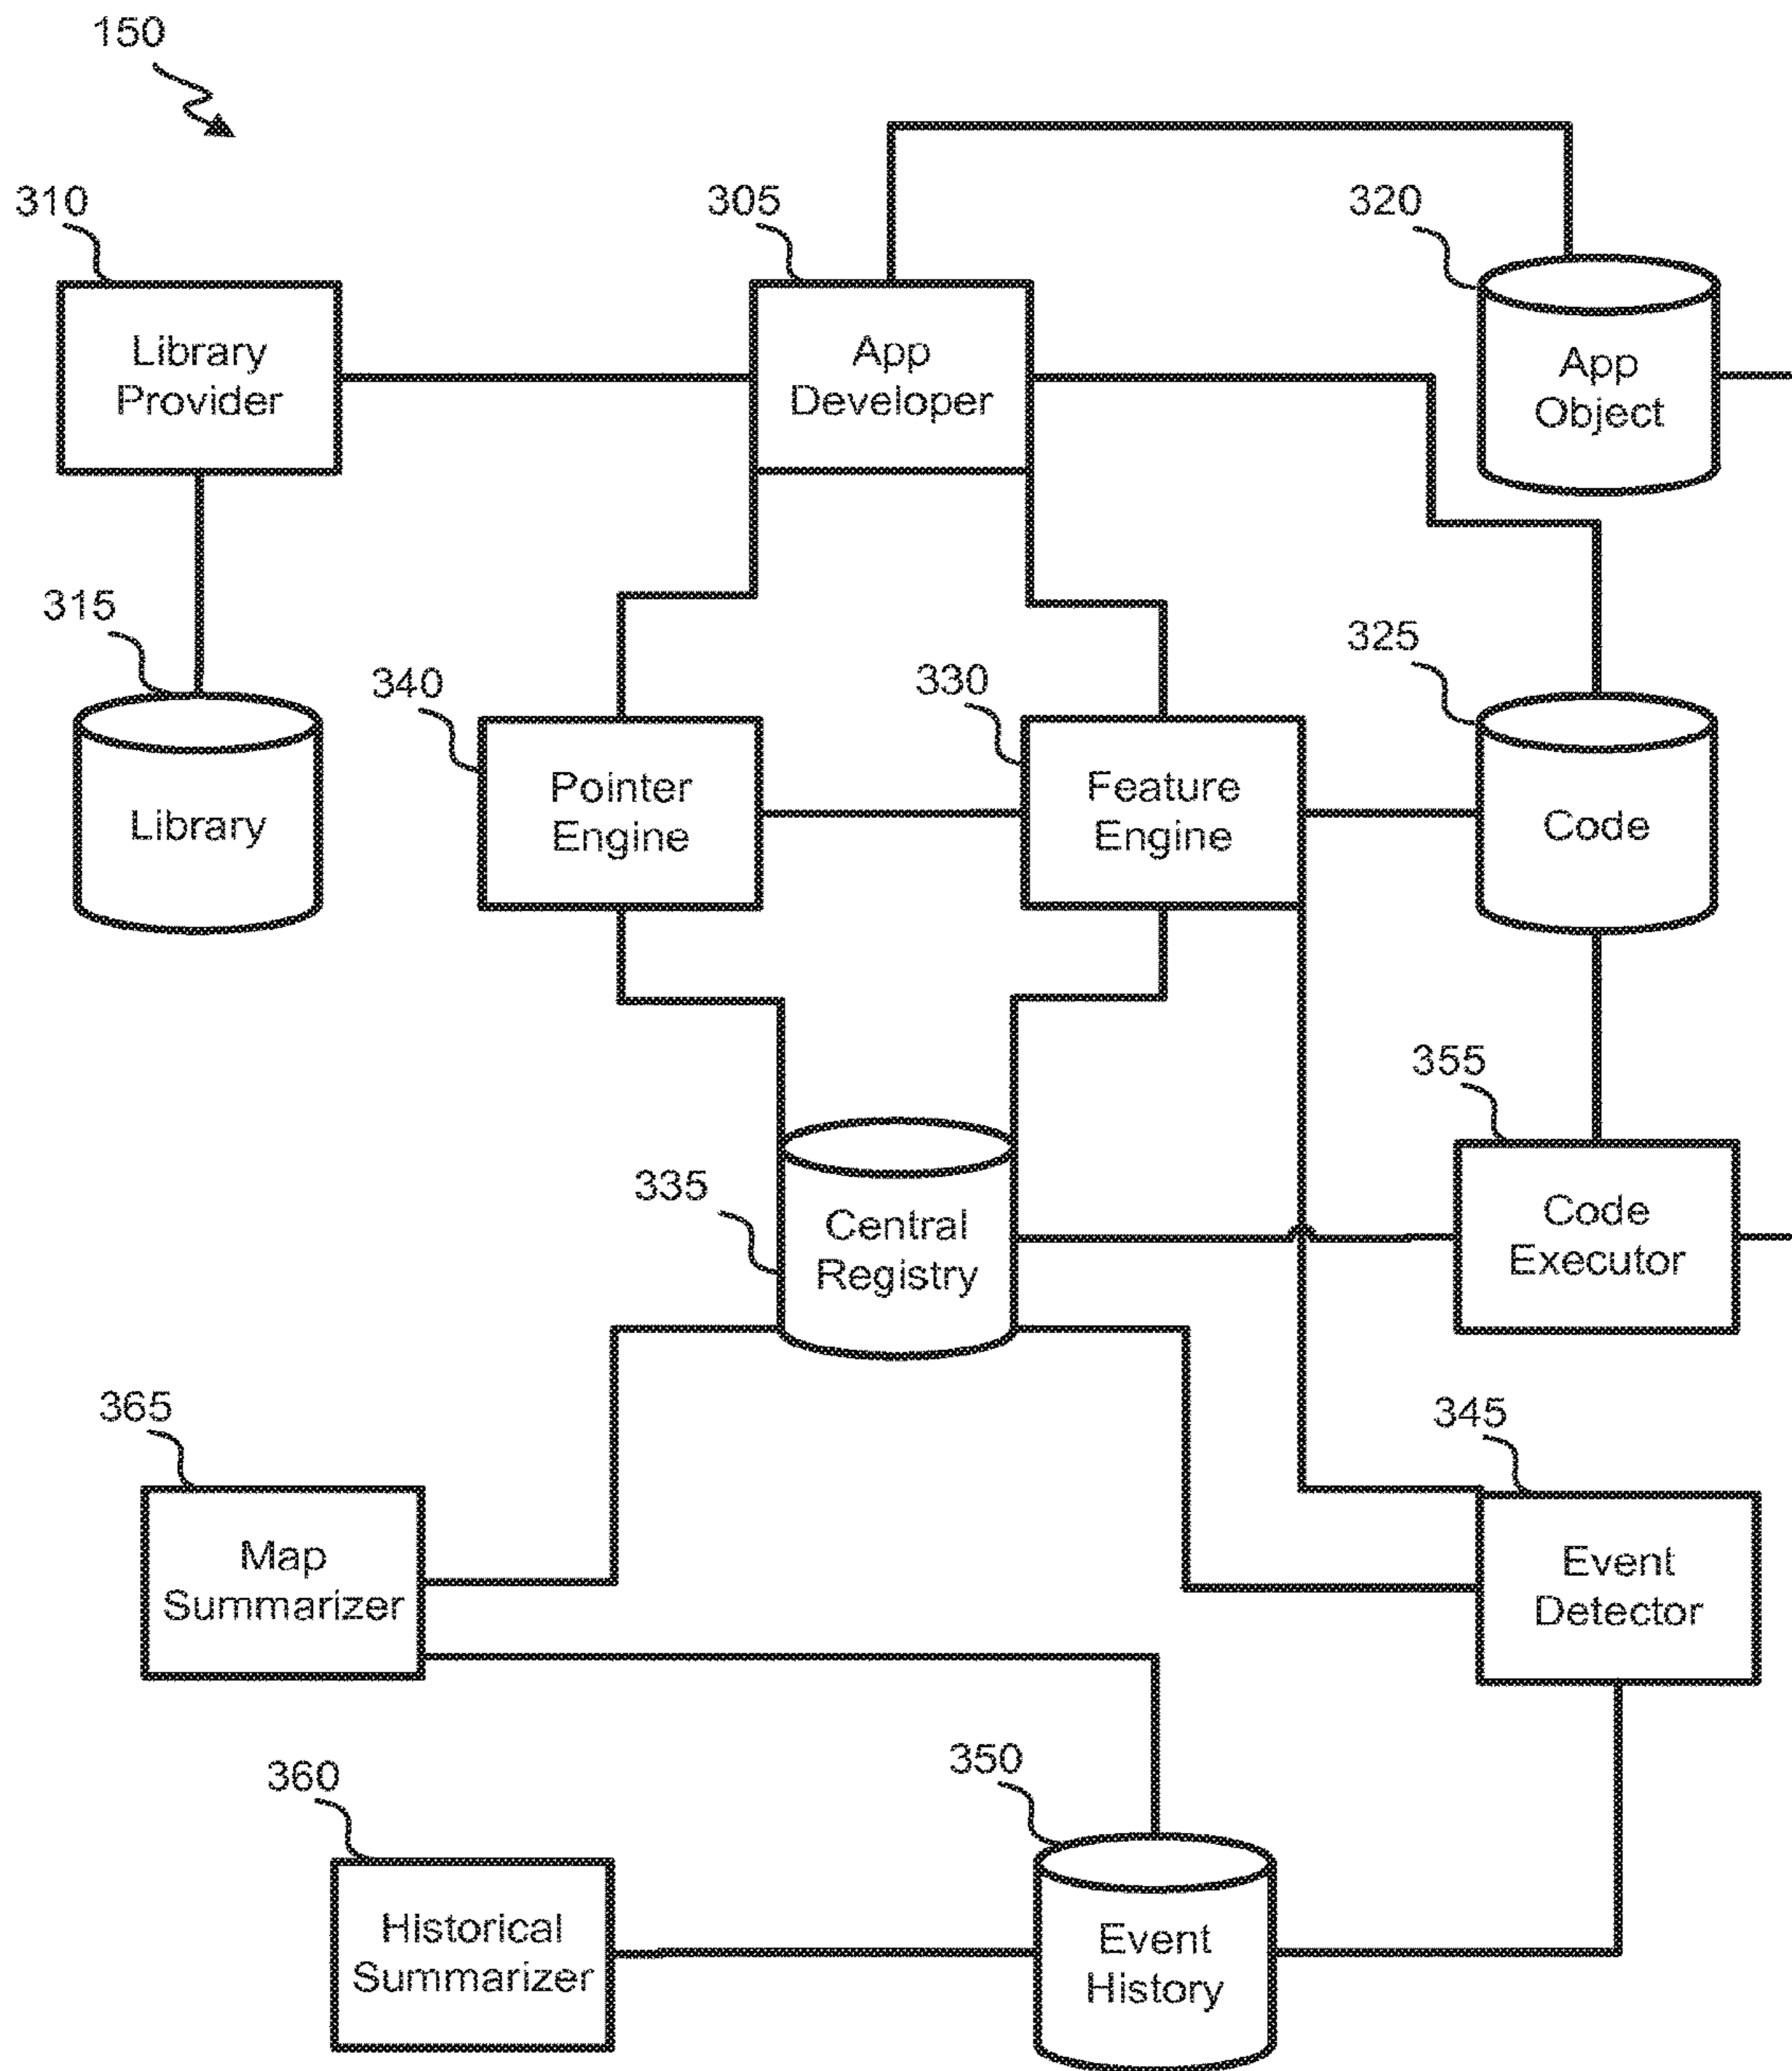 150
310
305
320
Library
Provider
App
Developer
App
Object
315
340
330
325
Library
Pointer
Engine
Feature
Engine
Code
355
335
Central
Registry
Code
Executor
365
345
Map
Summarizer
Event
Detector
360
350
Historical
Summarizer
Event
History